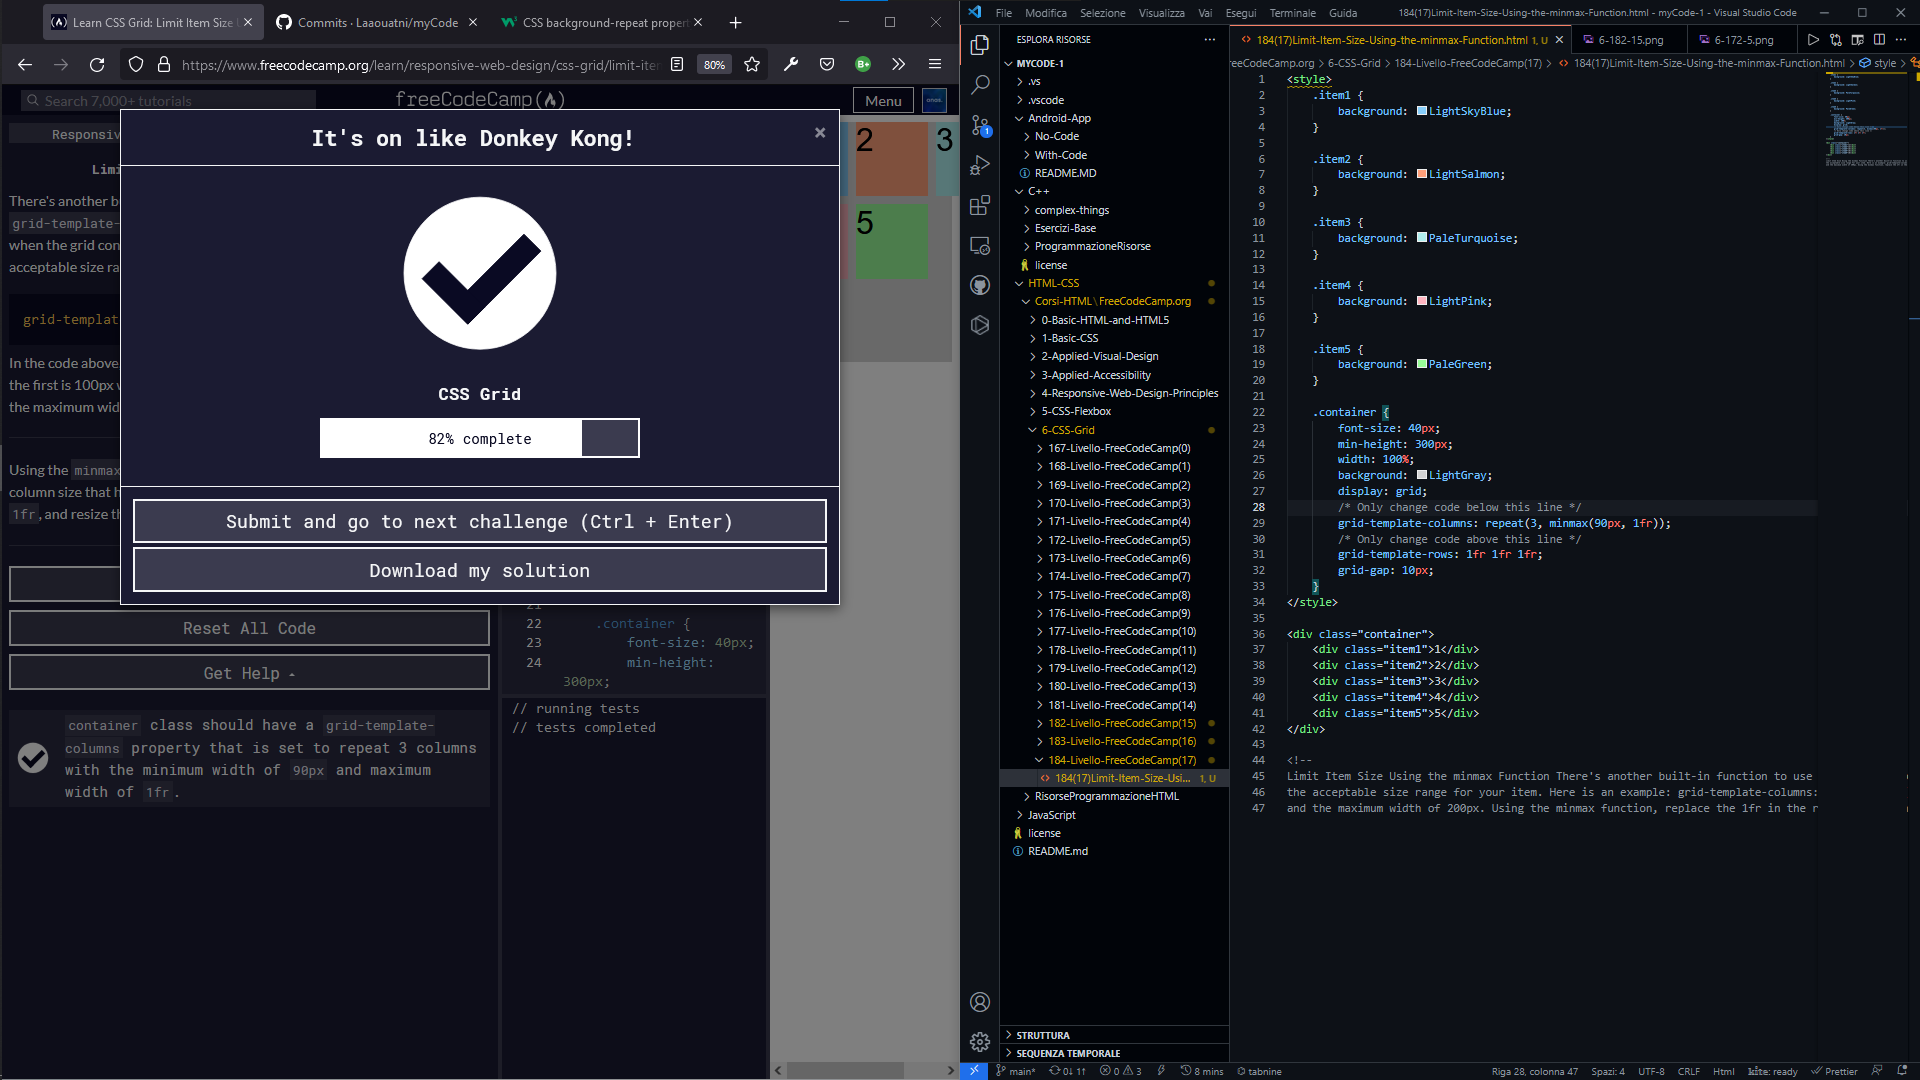 Learn CSS Grid: Limit Item Size U
Commits · Laaouatni/myCode
CSS background-repeat propert
https://www.freecodecamp.org/learn/responsive-web-design/css-grid/limit-iter
80%
Search 7,000+ tutorials
freeCodeCamp
Menu
Responsiv
Limi
There's another b
grid-template-
when the grid con
acceptable size ra
grid-templat
In the code above
the first is 100px w
the maximum wid
Using the minmax
column size that h
1fr, and resize th
2
3
5
It's on like Donkey Kong!
×
CSS Grid
82% complete
Submit and go to next challenge (Ctrl + Enter)
Download my solution
Reset All Code
Get Help
container class should have a grid-template-
columns property that is set to repeat 3 columns
with the minimum width of 90px and maximum
width of 1fr.
21
22 .container {
23 font-size: 40px;
24 min-height:
300px;
// running tests
// tests completed
File Modifica Selezione Visualizza Vai Esegui Terminale Guida
184(17)Limit-Item-Size-Using-the-minmax-Function.html - myCode-1 - Visual Studio Code
ESPLORA RISORSE
MYCODE-1
.vs
.vscode
Android-App
No-Code
With-Code
README.MD
C++
complex-things
Esercizi-Base
ProgrammazioneRisorse
license
HTML-CSS
Corsi-HTML\FreeCodeCamp.org
0-Basic-HTML-and-HTML5
1-Basic-CSS
2-Applied-Visual-Design
3-Applied-Accessibility
4-Responsive-Web-Design-Principles
5-CSS-Flexbox
6-CSS-Grid
167-Livello-FreeCodeCamp(0)
168-Livello-FreeCodeCamp(1)
169-Livello-FreeCodeCamp(2)
170-Livello-FreeCodeCamp(3)
171-Livello-FreeCodeCamp(4)
172-Livello-FreeCodeCamp(5)
173-Livello-FreeCodeCamp(6)
174-Livello-FreeCodeCamp(7)
175-Livello-FreeCodeCamp(8)
176-Livello-FreeCodeCamp(9)
177-Livello-FreeCodeCamp(10)
178-Livello-FreeCodeCamp(11)
179-Livello-FreeCodeCamp(12)
180-Livello-FreeCodeCamp(13)
181-Livello-FreeCodeCamp(14)
182-Livello-FreeCodeCamp(15)
183-Livello-FreeCodeCamp(16)
184-Livello-FreeCodeCamp(17)
184(17)Limit-Item-Size-Usi... 1, U
RisorseProgrammazioneHTML
JavaScript
license
README.md
STRUTTURA
SEQUENZA TEMPORALE
1
184(17)Limit-Item-Size-Using-the-minmax-Function.html 1, U
6-182-15.png
6-172-5.png
reeCodeCamp.org > 6-CSS-Grid > 184-Livello-FreeCodeCamp(17) > 184(17)Limit-Item-Size-Using-the-minmax-Function.html > style >
1 <style>
2 .item1 {
3 background: LightSkyBlue;
4 }
5
6 .item2 {
7 background: LightSalmon;
8 }
9
10 .item3 {
11 background: PaleTurquoise;
12 }
13
14 .item4 {
15 background: LightPink;
16 }
17
18 .item5 {
19 background: PaleGreen;
20 }
21
22 .container {
23 font-size: 40px;
24 min-height: 300px;
25 width: 100%;
26 background: LightGray;
27 display: grid;
28 /* Only change code below this line */
29 grid-template-columns: repeat(3, minmax(90px, 1fr));
30 /* Only change code above this line */
31 grid-template-rows: 1fr 1fr 1fr;
32 grid-gap: 10px;
33 }
34 </style>
35
36 <div class="container">
37 <div class="item1">1</div>
38 <div class="item2">2</div>
39 <div class="item3">3</div>
40 <div class="item4">4</div>
41 <div class="item5">5</div>
42 </div>
43
44 <!--
45 Limit Item Size Using the minmax Function There's another built-in function to use
46 the acceptable size range for your item. Here is an example: grid-template-columns:
47 and the maximum width of 200px. Using the minmax function, replace the 1fr in the r
main* 0↓ 1↑ 0 3 8 mins tabnine
Riga 28, colonna 47 Spazi: 4 UTF-8 CRLF Html kite: ready Prettier